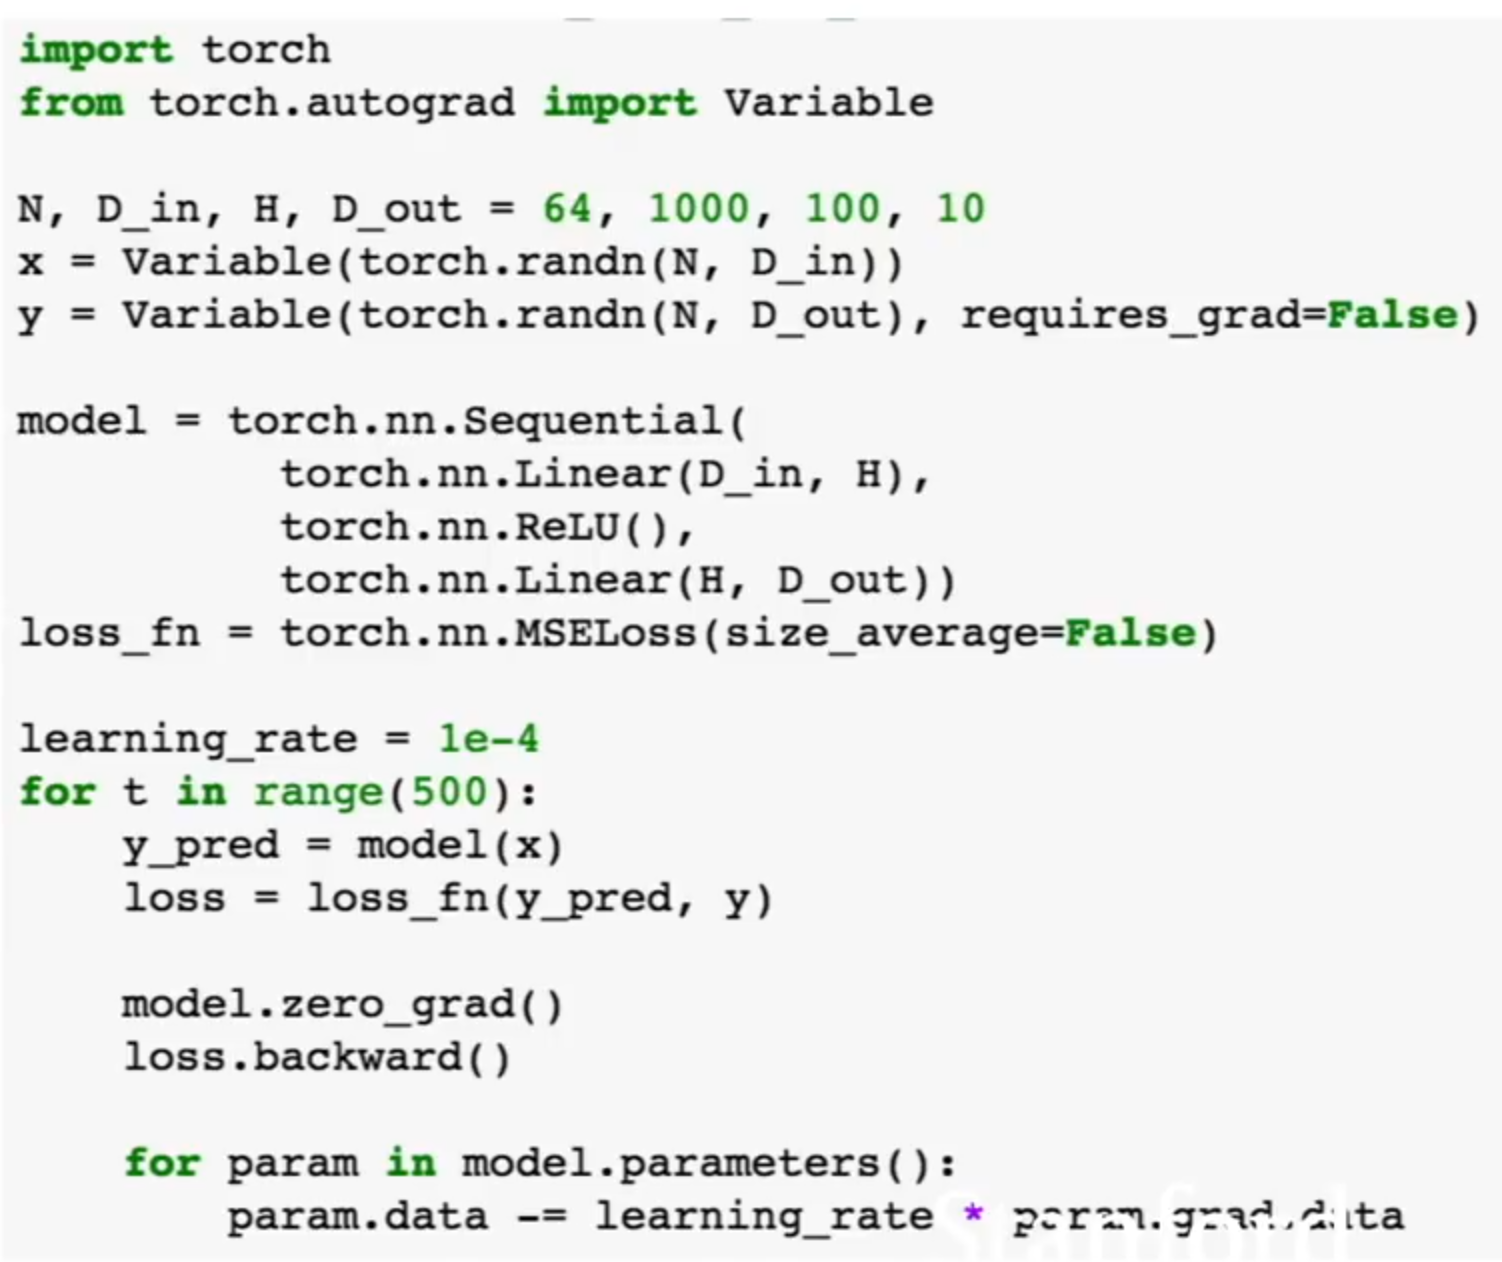 import torch
from torch.autograd import Variable

N, D_in, H, D_out = 64, 1000, 100, 10
x = Variable(torch.randn(N, D_in))
y = Variable(torch.randn(N, D_out), requires_grad=False)

model = torch.nn.Sequential(
          torch.nn.Linear(D_in, H),
          torch.nn.ReLU(),
          torch.nn.Linear(H, D_out))
loss_fn = torch.nn.MSELoss(size_average=False)

learning_rate = 1e-4
for t in range(500):
    y_pred = model(x)
    loss = loss_fn(y_pred, y)

    model.zero_grad()
    loss.backward()

    for param in model.parameters():
        param.data -= learning_rate * param.grad.data
Stanford